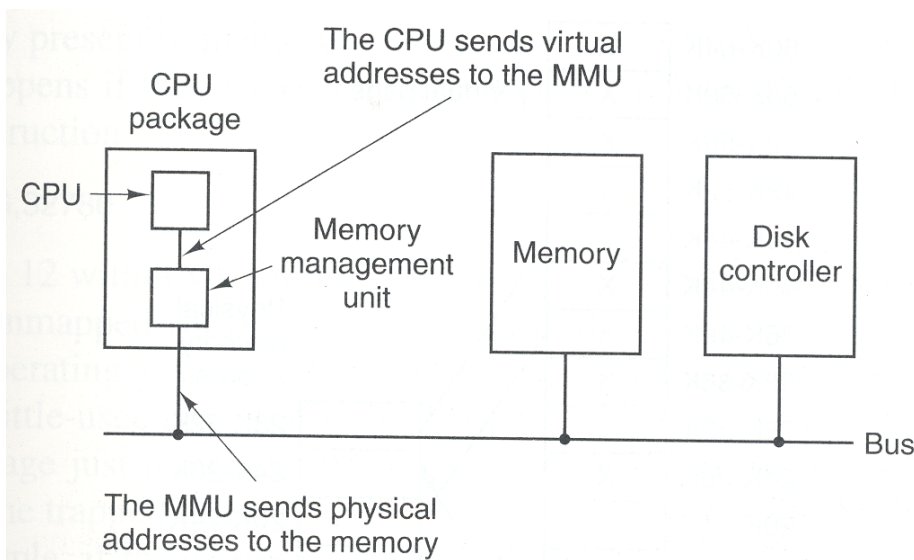 The CPU sends virtual
addresses to the MMU
CPU
package
CPU
Memory
management
unit
Memory
Disk
controller
Bus
The MMU sends physical
addresses to the memory